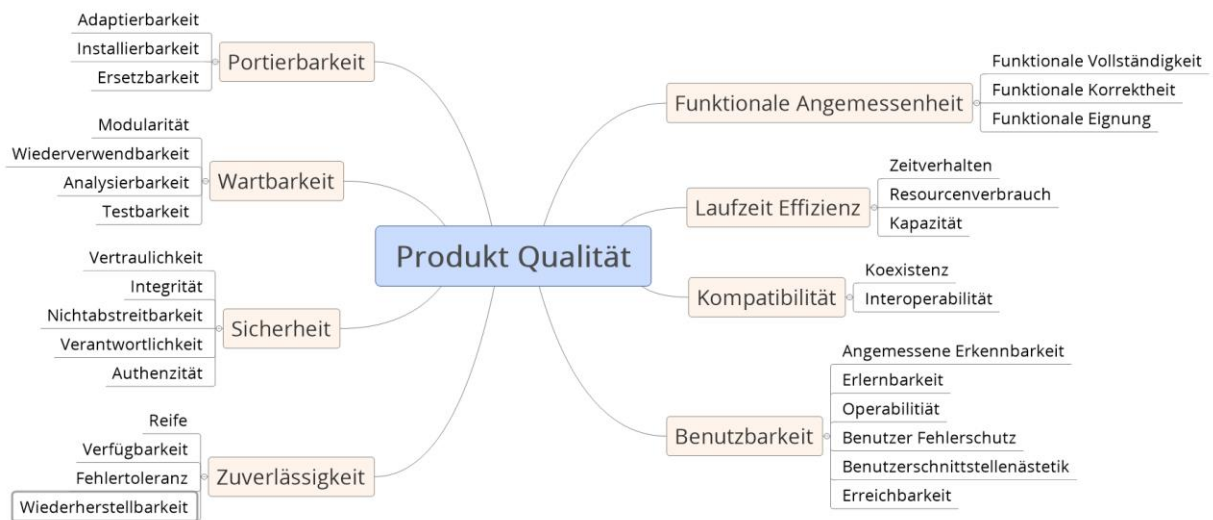 Produkt Qualität
Portierbarkeit
Adaptierbarkeit
Installierbarkeit
Ersetzbarkeit
Wartbarkeit
Modularität
Wiederverwendbarkeit
Analysierbarkeit
Testbarkeit
Sicherheit
Vertraulichkeit
Integrität
Nichtabstreitbarkeit
Verantwortlichkeit
Authenzität
Zuverlässigkeit
Reife
Verfügbarkeit
Fehlertoleranz
Wiederherstellbarkeit
Funktionale Angemessenheit
Funktionale Vollständigkeit
Funktionale Korrektheit
Funktionale Eignung
Laufzeit Effizienz
Zeitverhalten
Resourcenverbrauch
Kapazität
Kompatibilität
Koexistenz
Interoperabilität
Benutzbarkeit
Angemessene Erkennbarkeit
Erlernbarkeit
Operabilitiät
Benutzer Fehlerschutz
Benutzerschnittstellenästetik
Erreichbarkeit